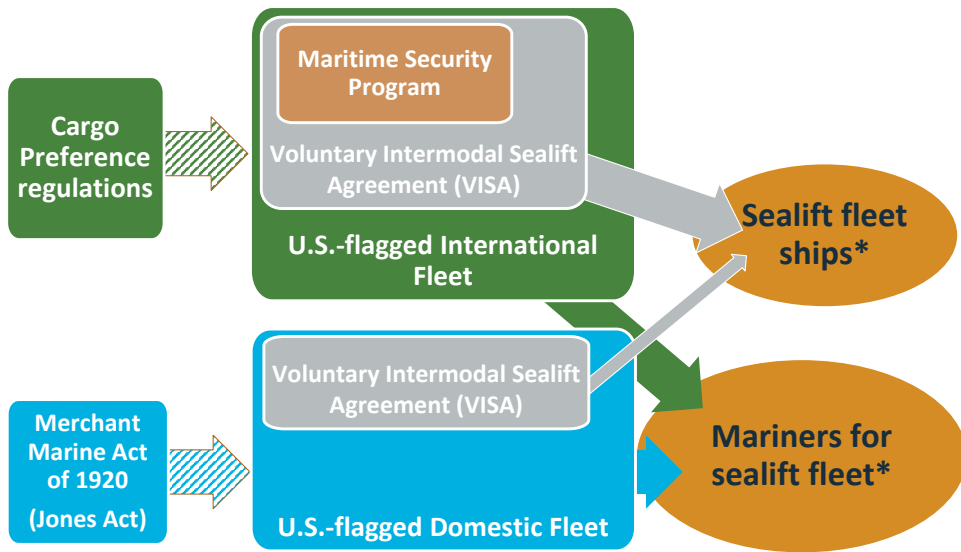 Cargo
Preference
regulations
Maritime Security
Program
Voluntary Intermodal Sealift
Agreement (VISA)
U.S.-flagged International
Fleet
Sealift fleet
ships*
Merchant
Marine Act
of 1920
(Jones Act)
Voluntary Intermodal Sealift
Agreement (VISA)
U.S.-flagged Domestic Fleet
Mariners for
sealift fleet*